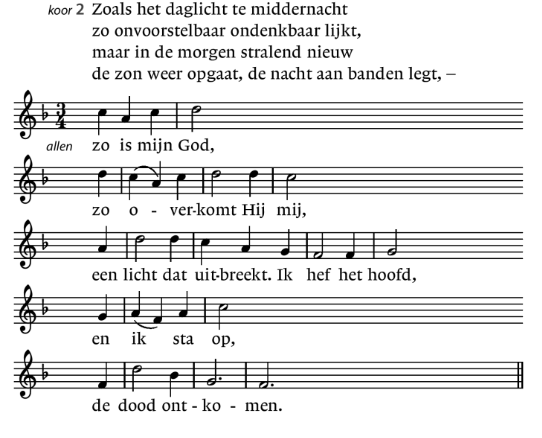 koor 2 Zoals het daglicht te middernacht
zo onvoorstelbaar ondenkbaar lijkt,
maar in de morgen stralend nieuw
de zon weer opgaat, de nacht aan banden legt, –
3
4
allen zo is mijn God,
zo o - ver-komt Hij mij,
een licht dat uit-breekt. Ik hef het hoofd,
en ik sta op,
de dood ont - ko - men.